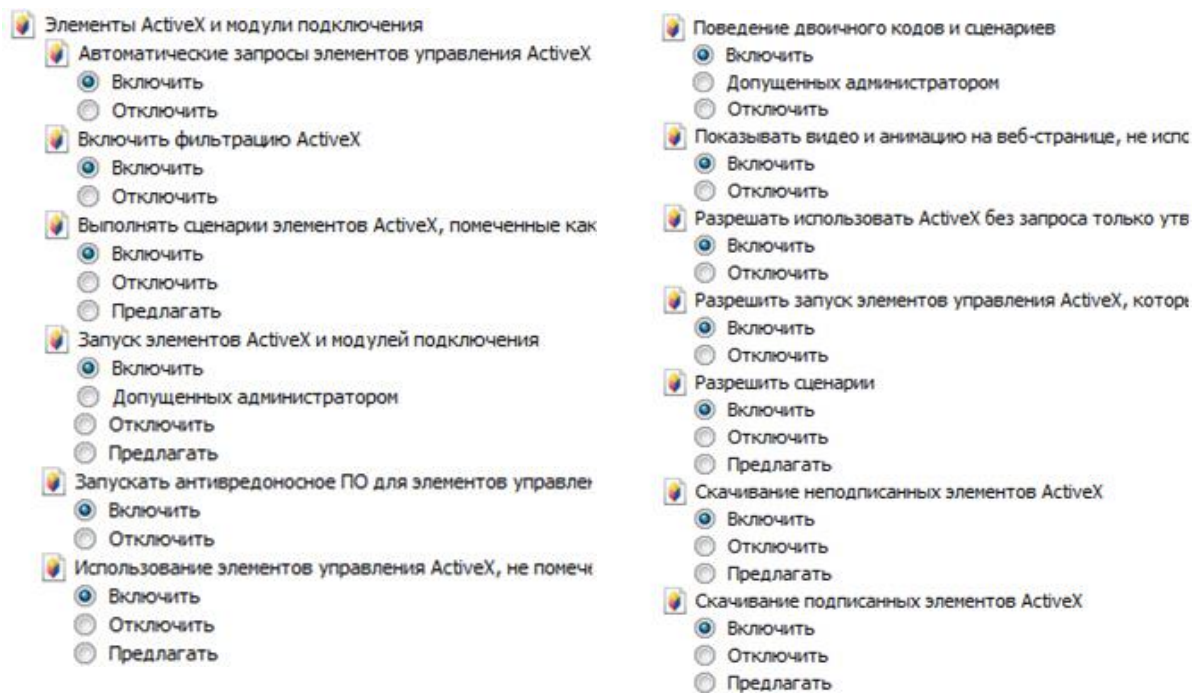 Элементы ActiveX и модули подключения
Автоматические запросы элементов управления ActiveX
Включить
Отключить
Включить фильтрацию ActiveX
Включить
Отключить
Выполнять сценарии элементов ActiveX, помеченные как
Включить
Отключить
Предлагать
Запуск элементов ActiveX и модулей подключения
Включить
Допущенных администратором
Отключить
Предлагать
Запускать антивредоносное ПО для элементов управлен
Включить
Отключить
Использование элементов управления ActiveX, не помече
Включить
Отключить
Предлагать
Поведение двоичного кодов и сценариев
Включить
Допущенных администратором
Отключить
Показывать видео и анимацию на веб-странице, не испо
Включить
Отключить
Разрешать использовать ActiveX без запроса только утв
Включить
Отключить
Разрешить запуск элементов управления ActiveX, которы
Включить
Отключить
Разрешить сценарии
Включить
Отключить
Предлагать
Скачивание неподписанных элементов ActiveX
Включить
Отключить
Предлагать
Скачивание подписанных элементов ActiveX
Включить
Отключить
Предлагать